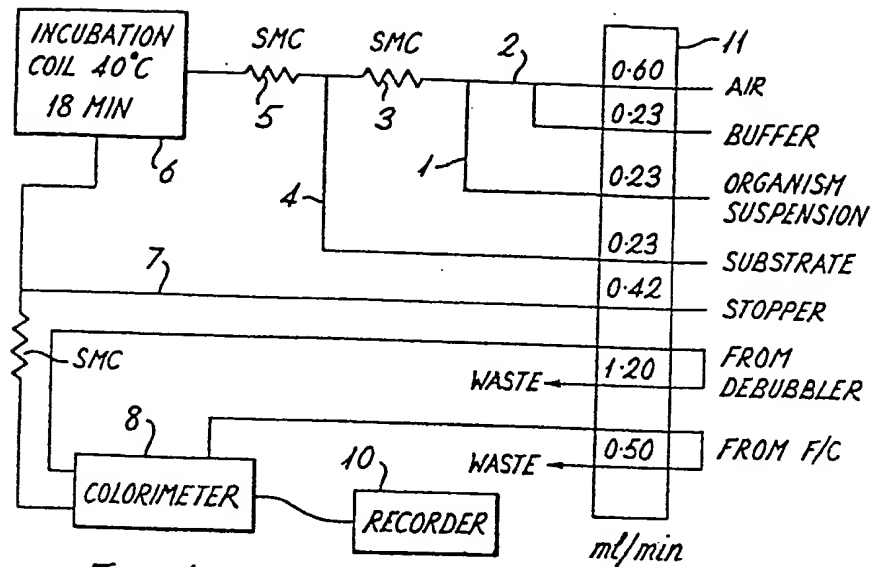 INCUBATION
COIL 40°C
18 MIN
SMC
SMC
2
11
5
3
6
1
4
7
0·60
AIR
0·23
BUFFER
0·23
ORGANISM
SUSPENSION
0·23
SUBSTRATE
0·42
STOPPER
SMC
WASTE
1·20
FROM
DEBUBBLER
8
10
WASTE
0·50
FROM F/C
COLORIMETER
RECORDER
ml/min